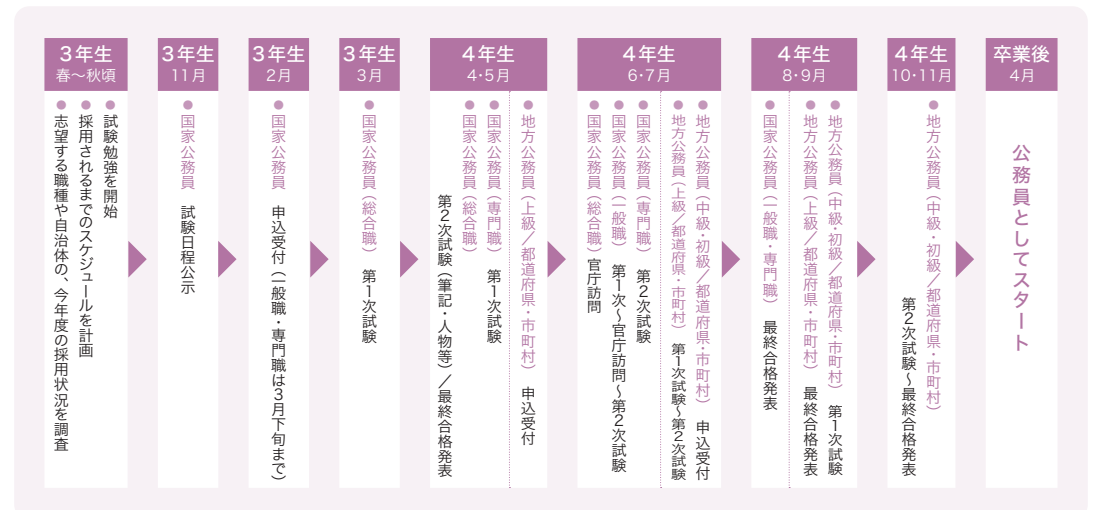 3年生
春〜秋頃
● 試験勉強を開始
● 採用されるまでのスケジュールを計画
● 志望する職種や自治体の、今年度の採用状況を調査
3年生
11月
● 国家公務員 試験日程公示
3年生
2月
● 国家公務員 申込受付(一般職・専門職は3月下旬まで)
3年生
3月
● 国家公務員(総合職) 第1次試験
4年生
4・5月
● 地方公務員(上級/都道府県・市町村) 申込受付
● 国家公務員(専門職) 第1次試験
● 国家公務員(総合職)
第2次試験(筆記・人物等)/最終合格発表
4年生
6・7月
● 地方公務員(中級・初級/都道府県・市町村) 申込受付
● 地方公務員(上級/都道府県・市町村) 第1次試験〜第2次試験
● 国家公務員(専門職) 第2次試験
● 国家公務員(一般職) 第1次〜官庁訪問〜第2次試験
● 国家公務員(総合職) 官庁訪問
4年生
8・9月
● 地方公務員(中級・初級/都道府県・市町村) 第1次試験
● 地方公務員(上級/都道府県・市町村) 最終合格発表
● 国家公務員(一般職・専門職) 最終合格発表
4年生
10・11月
● 地方公務員(中級・初級/都道府県・市町村)
第2次試験〜最終合格発表
卒業後
4月
公務員としてスタート